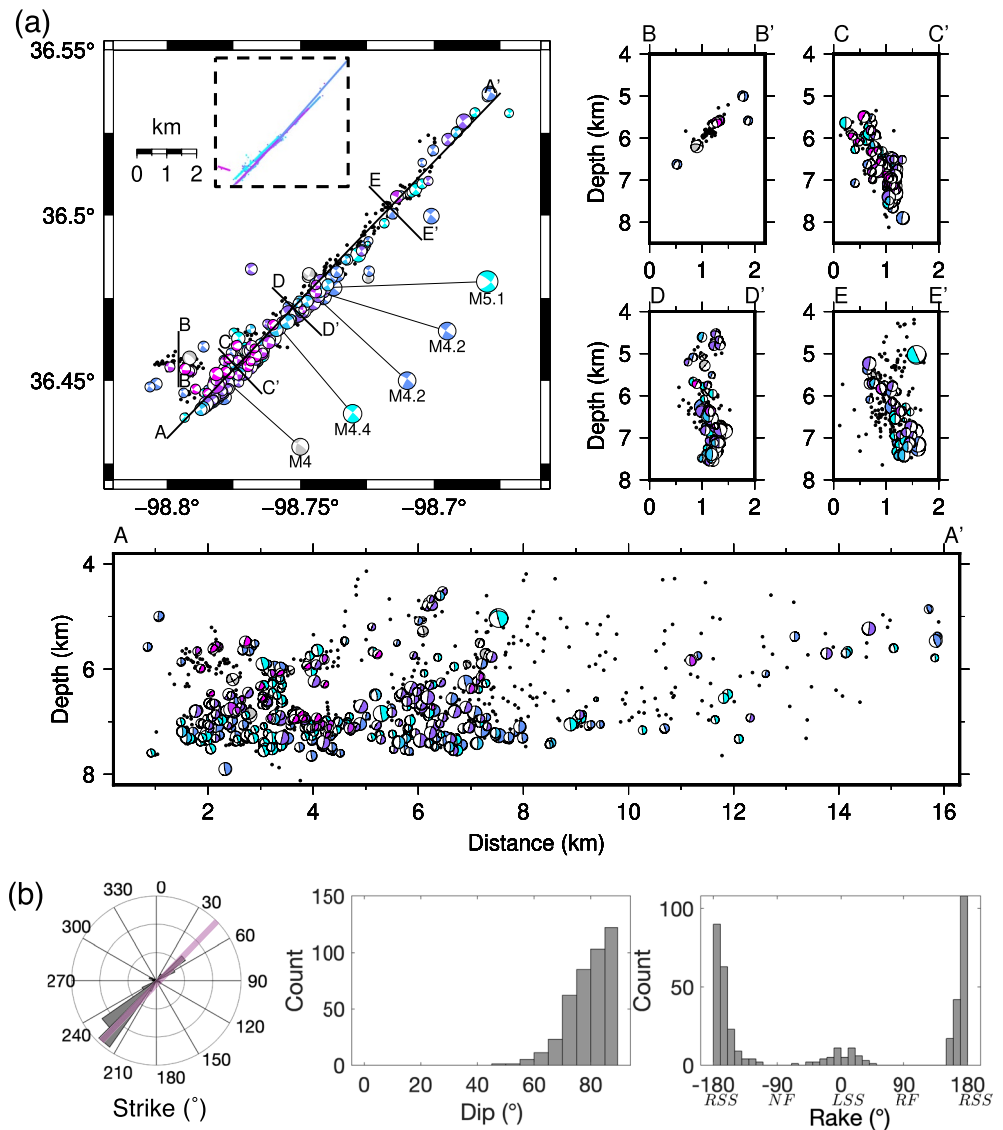 (a)
36.55°
36.5°
36.45°
−98.8°
−98.75°
−98.7°
km
0 1 2
A'
E
E'
D
D'
B
B'
C'
A
M5.1
M4.2
M4.2
M4.4
M4
B B'
4
5
6
7
8
Depth (km)
0 1 2
C C'
4
5
6
7
8
Depth (km)
0 1 2
D D'
4
5
6
7
8
Depth (km)
0 1 2
E E'
4
5
6
7
8
0 1 2
A A'
4
6
8
Depth (km)
2 4 6 8 10 12 14 16
Distance (km)
(b)
0
30
60
90
120
150
180
210
240
270
300
330
Strike (°)
150
100
50
0
Count
0 20 40 60 80
Dip (°)
100
50
0
Count
-180 -90 0 90 180
RSS NF LSS RF RSS
Rake (°)